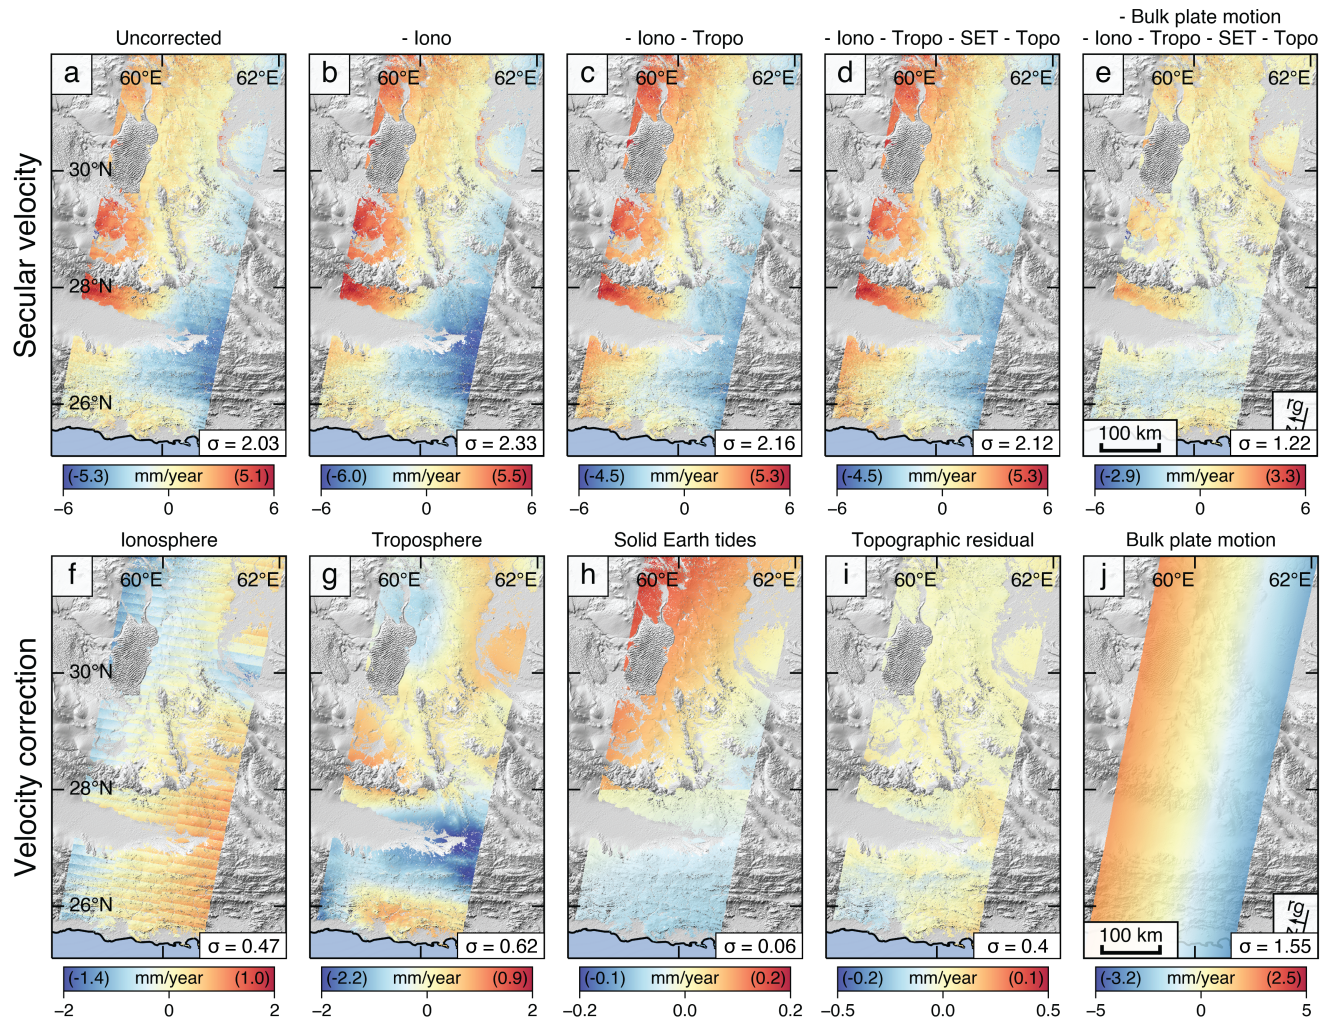 - Bulk plate motion
Uncorrected - Iono - Iono - Tropo - Iono - Tropo - SET - Topo - Iono - Tropo - SET - Topo
a 60°E 62°E b 60°E 62°E c 60°E 62°E d 60°E 62°E e 60°E 62°E
Secular velocity
30°N
28°N
26°N
rg
100 km
σ = 2.03 σ = 2.33 σ = 2.16 σ = 2.12 σ = 1.22
(-5.3) mm/year (5.1) (-6.0) mm/year (5.5) (-4.5) mm/year (5.3) (-4.5) mm/year (5.3) (-2.9) mm/year (3.3)
−6 0 6 −6 0 6 −6 0 6 −6 0 6 −6 0 6
Ionosphere Troposphere Solid Earth tides Topographic residual Bulk plate motion
f 60°E 62°E g 60°E 62°E h 60°E 62°E i 60°E 62°E j 60°E 62°E
Velocity correction
30°N
28°N
26°N
rg
100 km
σ = 0.47 σ = 0.62 σ = 0.06 σ = 0.4 σ = 1.55
(-1.4) mm/year (1.0) (-2.2) mm/year (0.9) (-0.1) mm/year (0.2) (-0.2) mm/year (0.1) (-3.2) mm/year (2.5)
−2 0 2 −2 0 2 −0.2 0.0 0.2 −0.5 0.0 0.5 −5 0 5